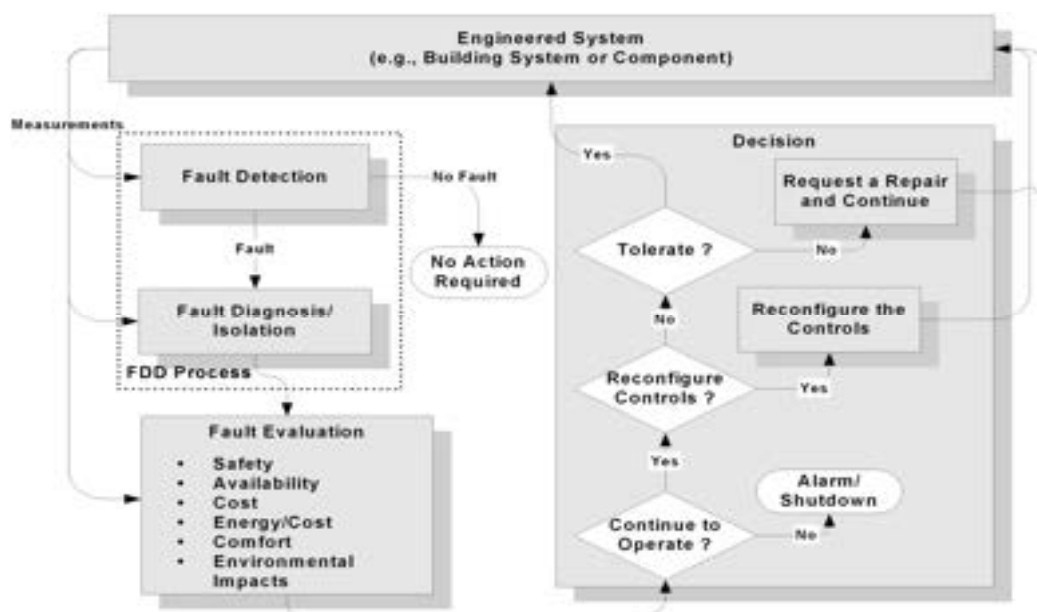 Engineered System
(e.g., Building System or Component)
Measurements
Fault Detection
No Fault
No Action
Required
Fault
Fault Diagnosis/
Isolation
FDD Process
Fault Evaluation
• Safety
• Availability
• Cost
• Energy/Cost
• Comfort
• Environmental
Impacts
Decision
Yes
Request a Repair
and Continue
Tolerate ?
No
No
Reconfigure the
Controls
Reconfigure
Controls ?
Yes
Yes
Alarm/
Shutdown
Continue to
Operate ?
No